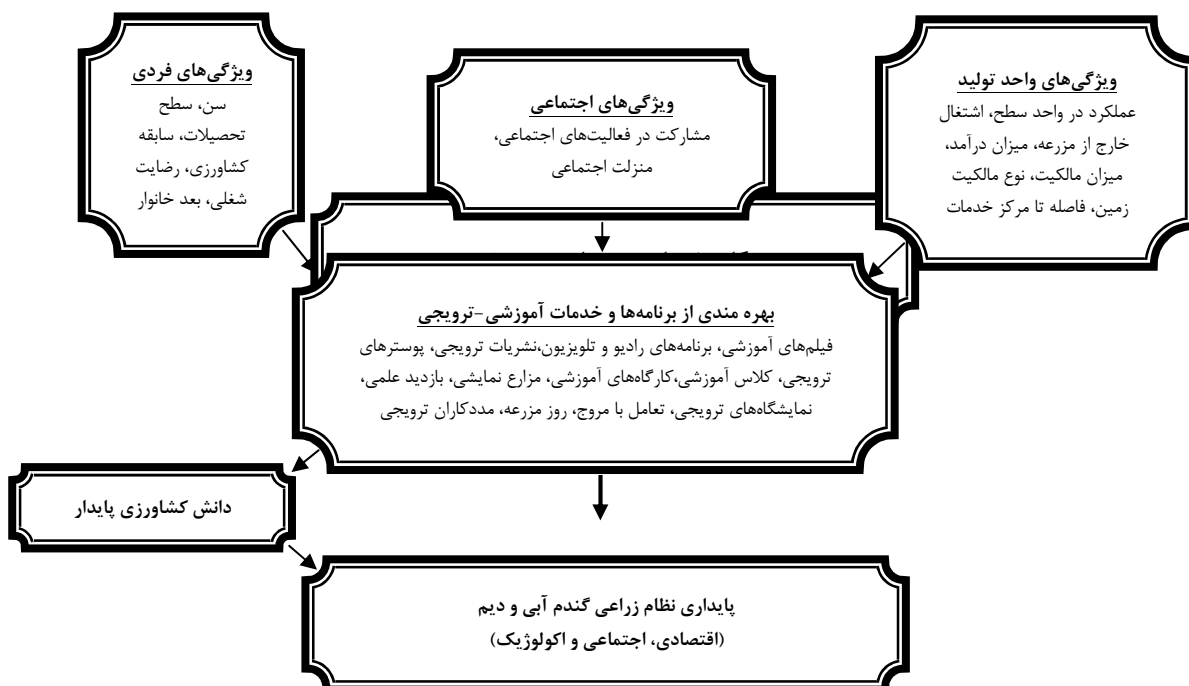 ویژگی‌های واحد تولید
عملکرد در واحد سطح، اشتغال
خارج از مزرعه، میزان درآمد،
میزان مالکیت، نوع مالکیت
زمین، فاصله تا مرکز خدمات
ویژگی‌های اجتماعی
مشارکت در فعالیت‌های اجتماعی،
منزلت اجتماعی
ویژگی‌های فردی
سن، سطح
تحصیلات، سابقه
کشاورزی، رضایت
شغلی، بعد خانوار
بهره مندی از برنامه‌ها و خدمات آموزشی-ترویجی
فیلم‌های آموزشی، برنامه‌های رادیو و تلویزیون،نشریات ترویجی، پوسترهای
ترویجی، کلاس آموزشی،کارگاه‌های آموزشی، مزارع نمایشی، بازدید علمی،
نمایشگاه‌های ترویجی، تعامل با مروج، روز مزرعه، مددکاران ترویجی
دانش کشاورزی پایدار
پایداری نظام زراعی گندم آبی و دیم
(اقتصادی، اجتماعی و اکولوژیک)